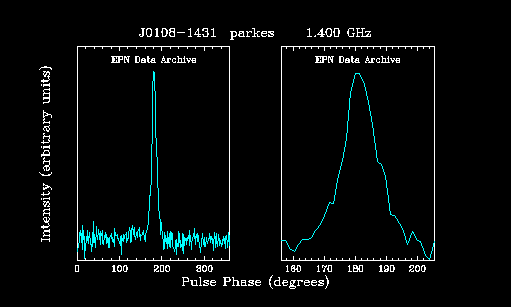 J0108-1431 parkes 1.400 GHz
EPN Data Archive
EPN Data Archive
Intensity (arbitrary units)
0 100 200 300
160 170 180 190 200
Pulse Phase (degrees)